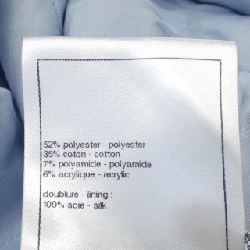 52% polyester - polyester
35% coton - cotton
7% polyamide - polyamide
6% acrylique - acrylic
doublure - lining :
100% soie - silk